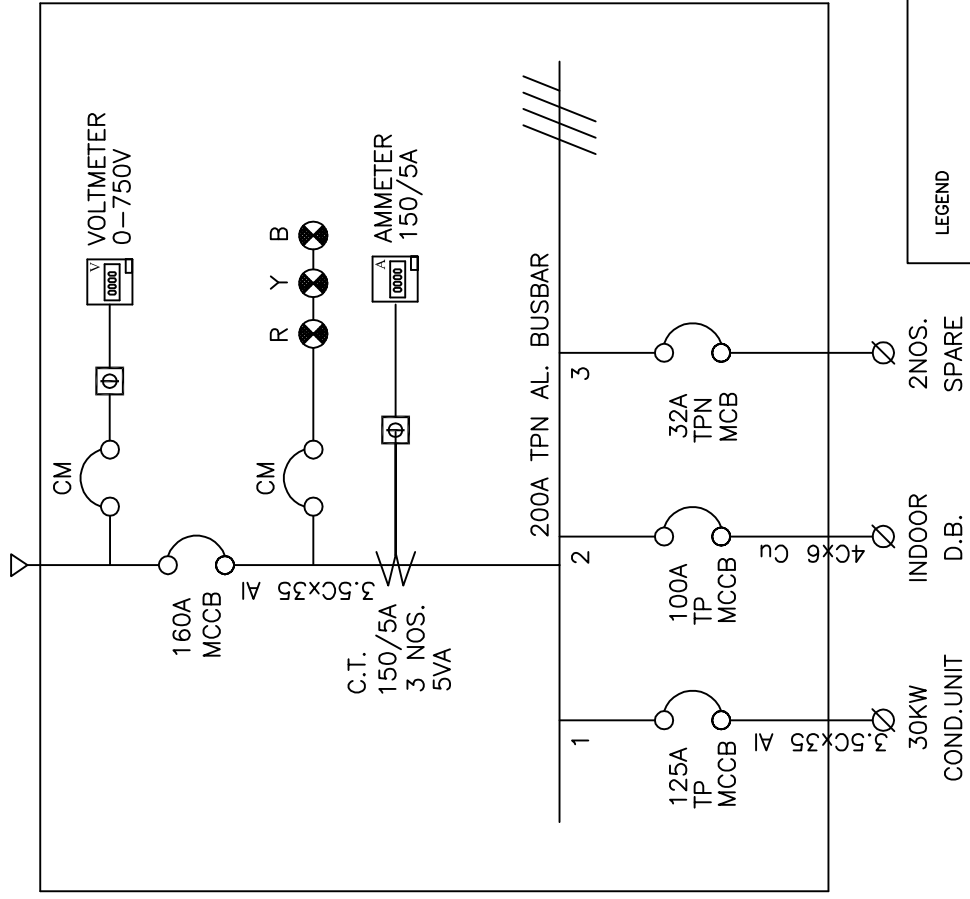 VOLTMETER
0-750V
V
0000
CM
R Y B
CM
AMMETER
150/5A
A
0000
160A
MCCB
3.5Cx35 Al
C.T.
150/5A
3 NOS.
5VA
200A TPN AL. BUSBAR
1
2
3
125A
TP
MCCB
3.5Cx35 Al
100A
TP
MCCB
4Cx6 Cu
32A
TPN
MCB
30KW
COND.UNIT
INDOOR
D.B.
2NOS.
SPARE
LEGEND